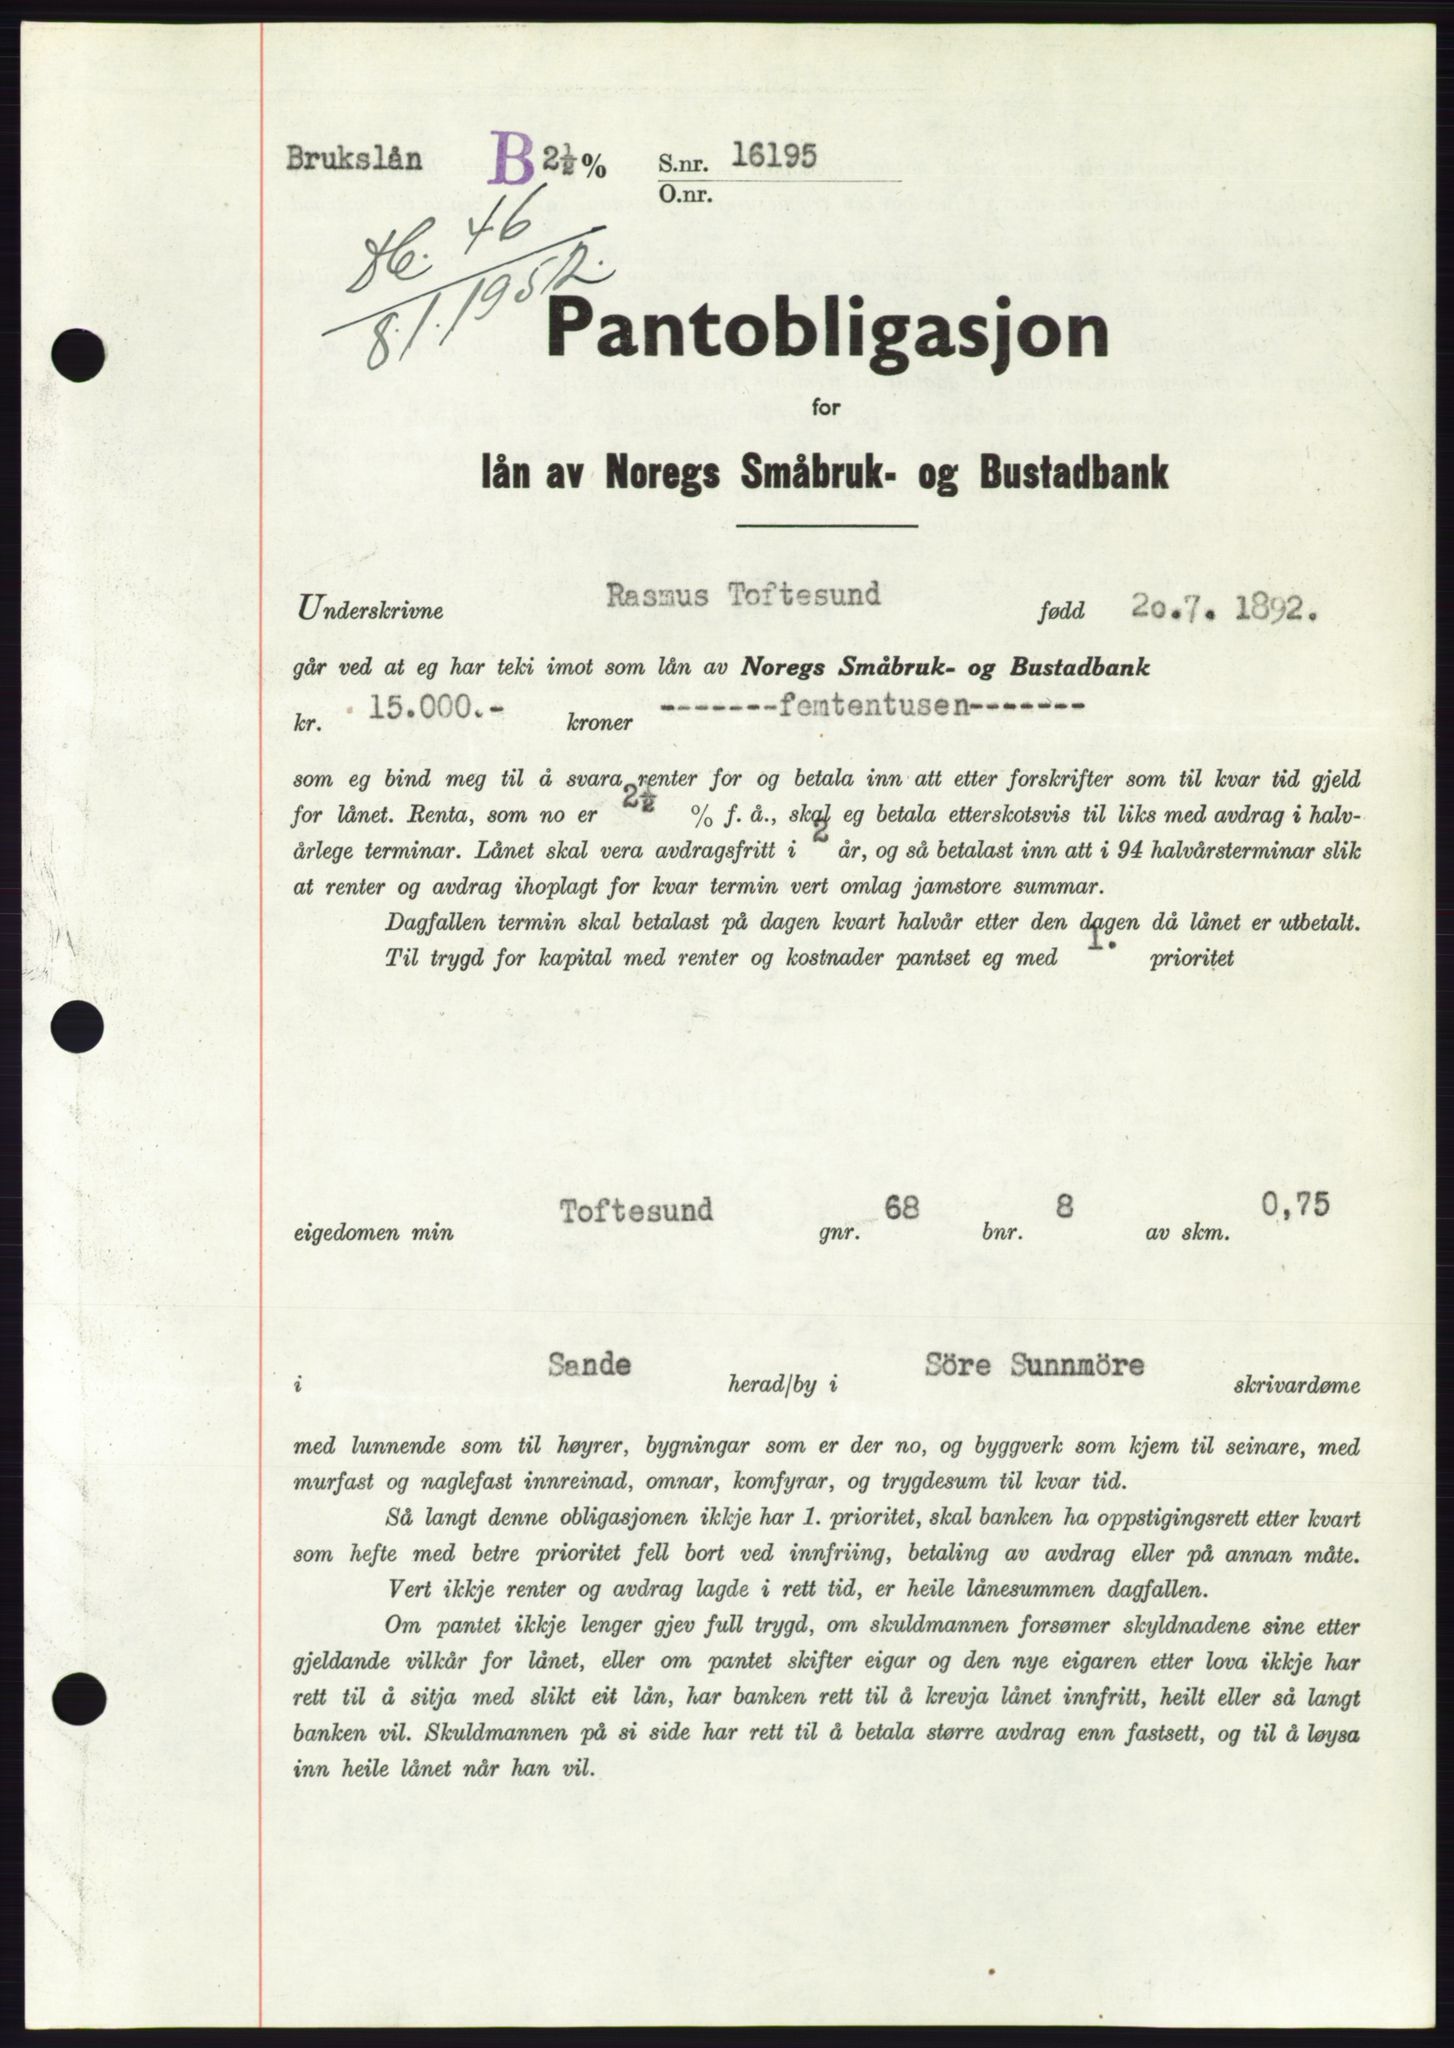 Brukslån B 2½ % S.nr. 16195
O.nr.
46
8.1.1952.
Pantobligasjon
for
lån av Noregs Småbruk- og Bustadbank
Underskrivne Rasmus Toftesund fødd 20.7. 1892.
går ved at eg har teki imot som lån av Noregs Småbruk- og Bustadbank
kr. 15.000.- kroner -------femtentusen-------
som eg bind meg til å svara renter for og betala inn att etter forskrifter som til kvar tid gjeld
for lånet. Renta, som no er 2½ % f. å., skal eg betala etterskotsvis til liks med avdrag i halv-
årlege terminar. Lånet skal vera avdragsfritt i 2 år, og så betalast inn att i 94 halvårsterminar slik
at renter og avdrag ihoplagt for kvar termin vert omlag jamstore summar.
Dagfallen termin skal betalast på dagen kvart halvår etter den dagen då lånet er utbetalt.
Til trygd for kapital med renter og kostnader pantset eg med 1. prioritet
eigedomen min Toftesund gnr. 68 bnr. 8 av skm. 0,75
i Sande herad/by i Söre Sunnmöre skrivardøme
med lunnende som til høyrer, bygningar som er der no, og byggverk som kjem til seinare, med
murfast og naglefast innreinad, omnar, komfyrar, og trygdesum til kvar tid.
Så langt denne obligasjonen ikkje har 1. prioritet, skal banken ha oppstigingsrett etter kvart
som hefte med betre prioritet fell bort ved innfriing, betaling av avdrag eller på annan måte.
Vert ikkje renter og avdrag lagde i rett tid, er heile lånesummen dagfallen.
Om pantet ikkje lenger gjev full trygd, om skuldmannen forsømer skyldnadene sine etter
gjeldande vilkår for lånet, eller om pantet skifter eigar og den nye eigaren etter lova ikkje har
rett til å sitja med slikt eit lån, har banken rett til å krevja lånet innfritt, heilt eller så langt
banken vil. Skuldmannen på si side har rett til å betala større avdrag enn fastsett, og til å løysa
inn heile lånet når han vil.